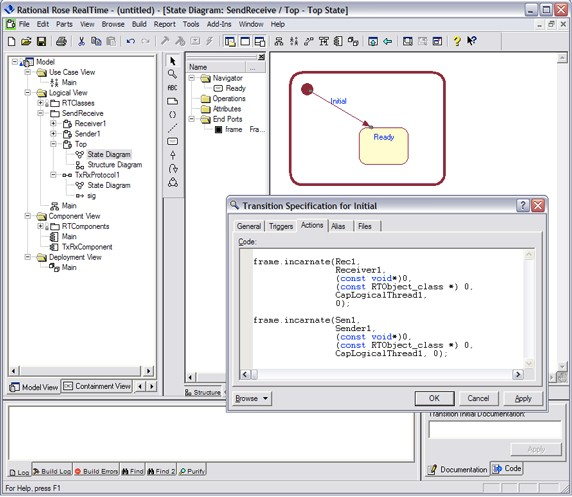 Rational Rose RealTime - (untitled) - [State Diagram: SendReceive / Top - Top State]
File Edit View Parts Browse Build Report Tools Add-Ins Window Help
Model
Use Case View
Main
Logical View
RTClasses
SendReceive
Receiver1
Sender1
Top
State Diagram
Structure Diagram
TxRxProtocol1
State Diagram
sig
Main
Component View
RTComponents
Main
TxRxComponent
Deployment View
Main
Model View Containment View
ABC
Name ...
Navigator
Ready
Operations
Attributes
End Ports
frame Fra...
Structure
Initial
Ready
Transition Specification for Initial
General Triggers Actions Alias Files
Code:
frame.incarnate(Rec1,
Receiver1,
(const void*)0,
(const RTObject_class *) 0,
CapLogicalThread1,
0);
frame.incarnate(Sen1,
Sender1,
(const void*)0,
(const RTObject_class *) 0,
CapLogicalThread1, 0);
Browse OK Cancel Apply
Transition Initial Documentation:
Apply
Documentation Code
Log Build Log Build Errors Find Find 2 Purify
For Help, press F1